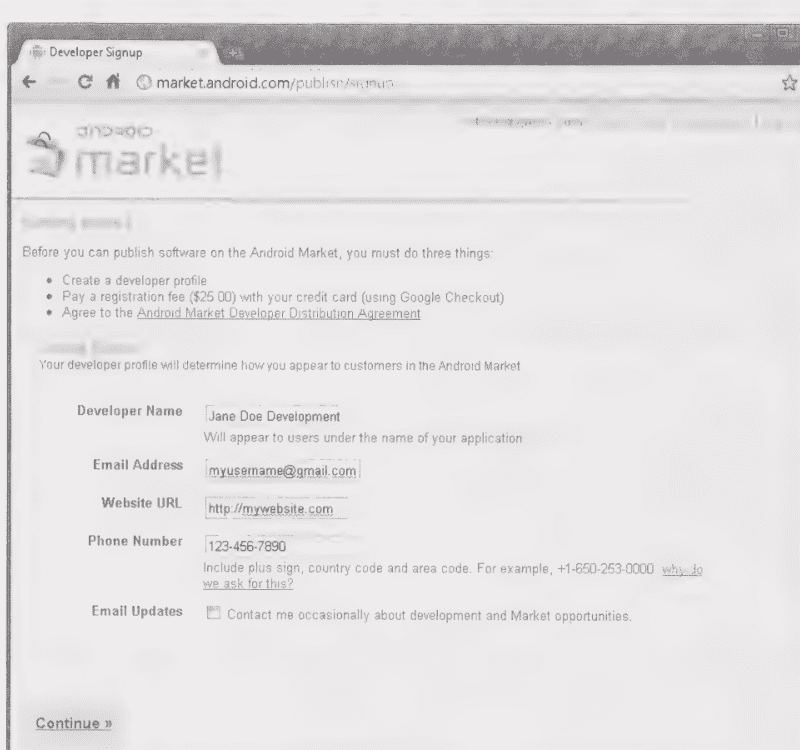 Developer Signup
market.android.com/publish/signup
android
market
Before you can publish software on the Android Market, you must do three things:
• Create a developer profile
• Pay a registration fee ($25 00) with your credit card (using Google Checkout)
• Agree to the Android Market Developer Distribution Agreement
Your developer profile will determine how you appear to customers in the Android Market
Developer Name
Jane Doe Development
Will appear to users under the name of your application
Email Address
myusername@gmail.com
Website URL
http://mywebsite.com
Phone Number
123-456-7890
Include plus sign, country code and area code. For example, +1-650-253-0000 why do
we ask for this?
Email Updates
Contact me occasionally about development and Market opportunities.
Continue »